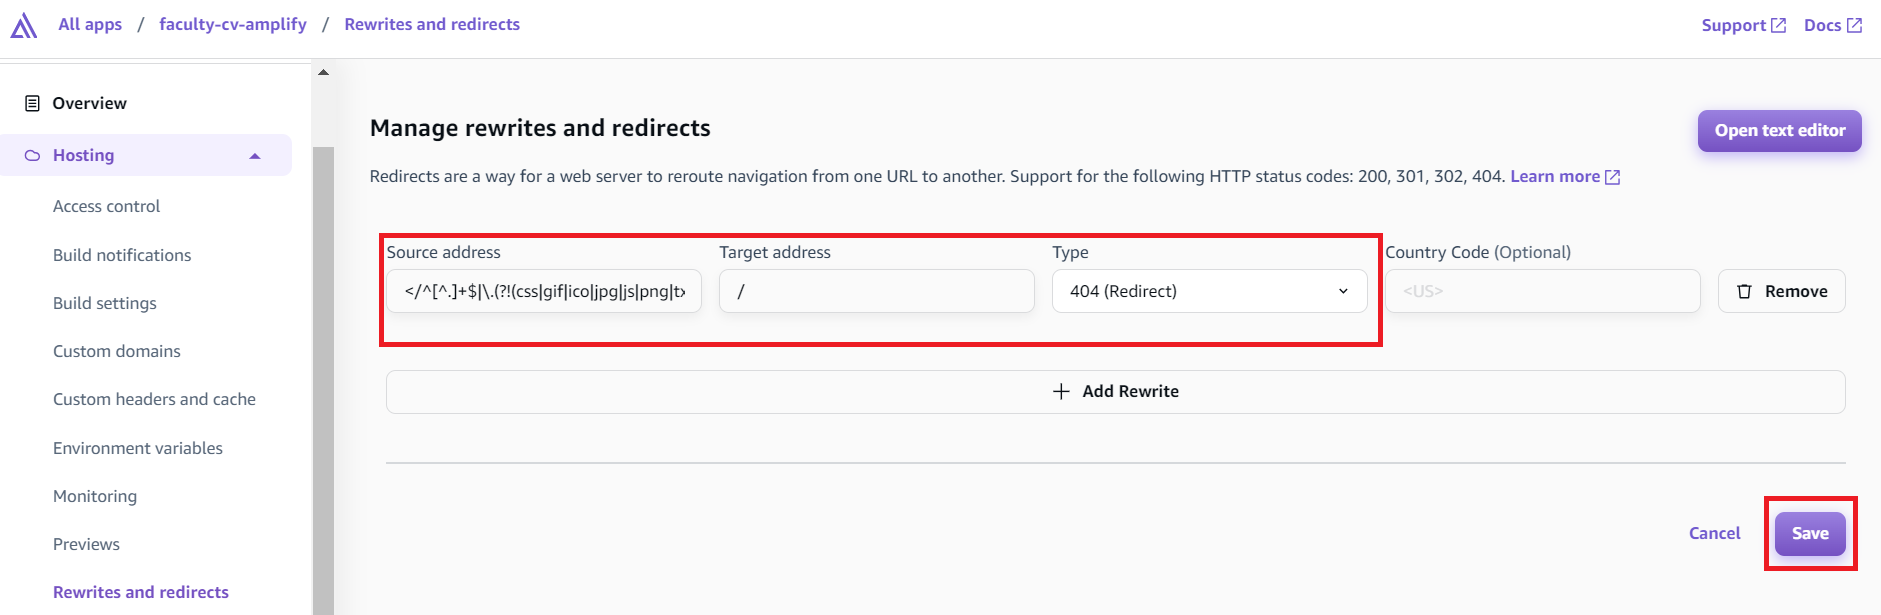 All apps / faculty-cv-amplify / Rewrites and redirects
Support Docs
Overview
Hosting
Access control
Build notifications
Build settings
Custom domains
Custom headers and cache
Environment variables
Monitoring
Previews
Rewrites and redirects
Manage rewrites and redirects
Open text editor
Redirects are a way for a web server to reroute navigation from one URL to another. Support for the following HTTP status codes: 200, 301, 302, 404. Learn more
Source address Target address Type Country Code (Optional)
</^[^.]+$|\.(?!(css|gif|ico|jpg|js|png|tx / 404 (Redirect) <US> Remove
Add Rewrite
Cancel Save